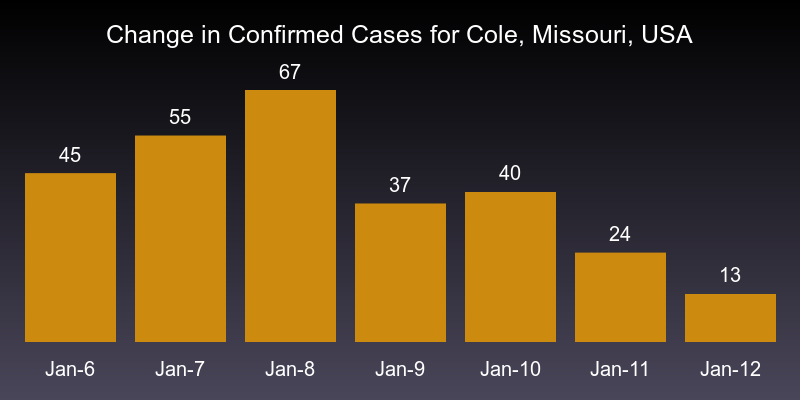 Change in Confirmed Cases for Cole, Missouri, USA
45
55
67
37
40
24
13
Jan-6
Jan-7
Jan-8
Jan-9
Jan-10
Jan-11
Jan-12